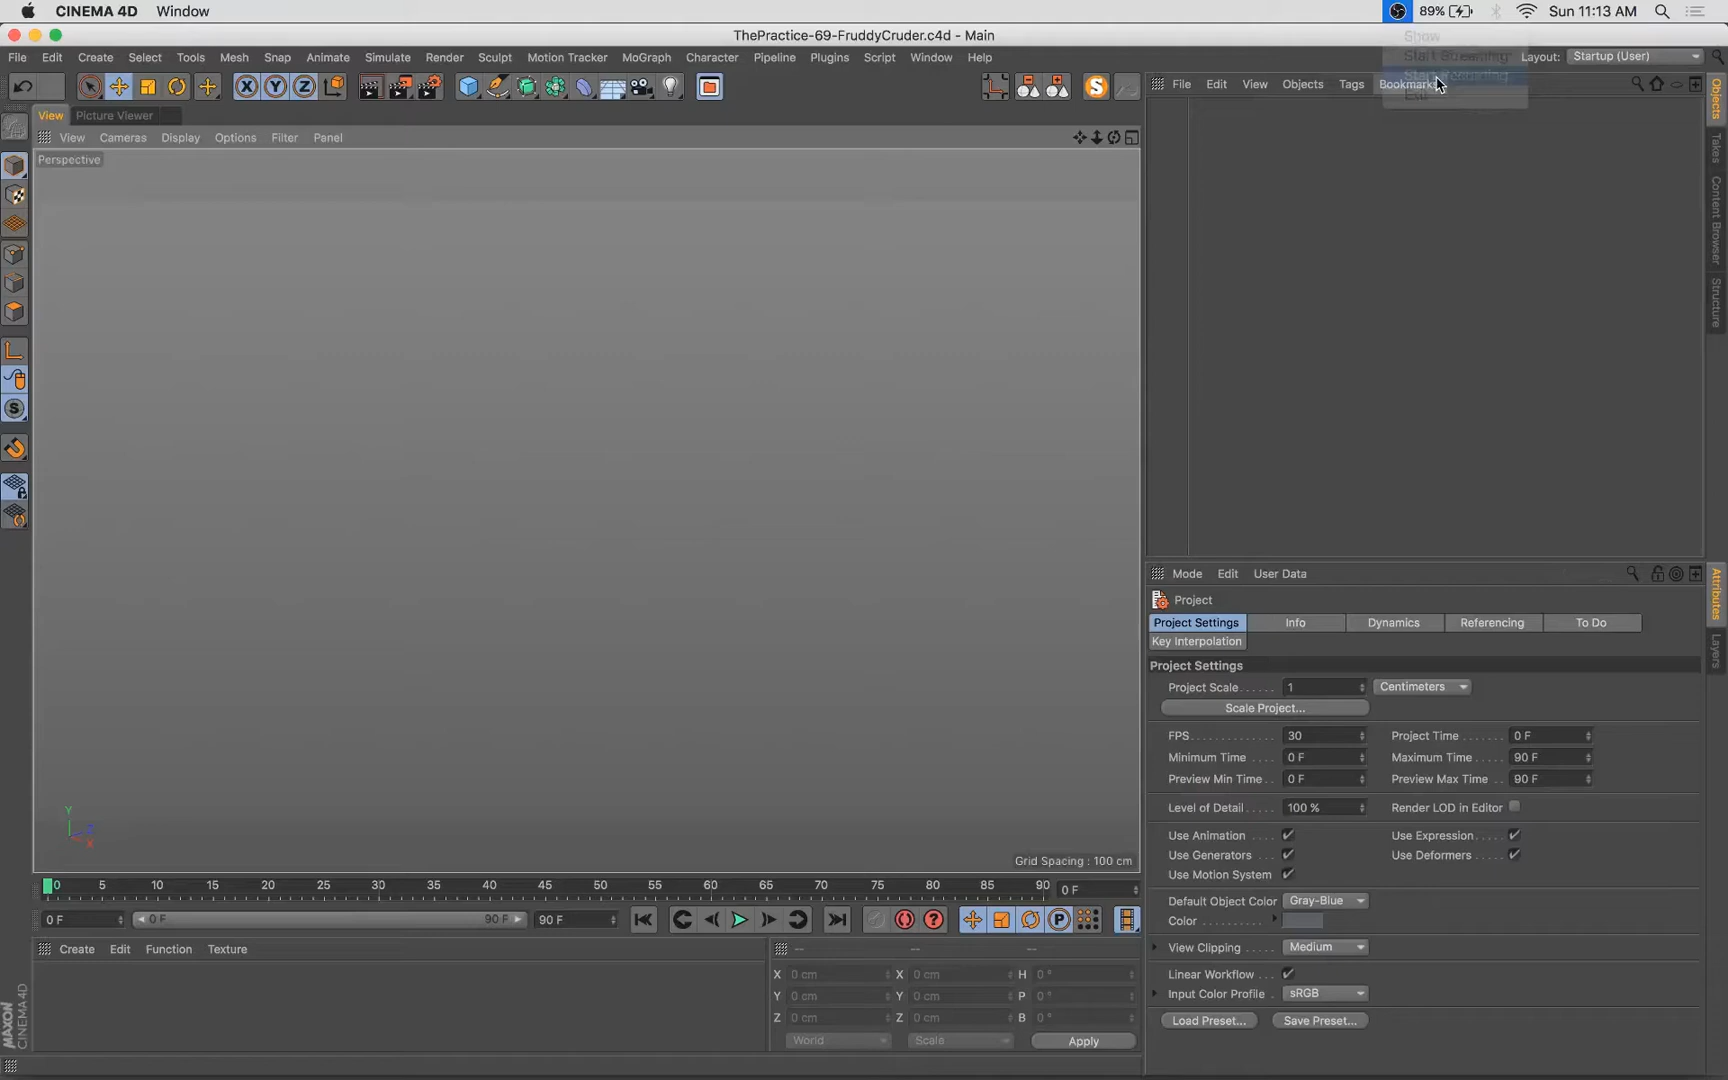 CINEMA 4D Window 89% Sun 11:13 AM
ThePractice-69-FruddyCruder.c4d - Main
Show
Start Streaming
Start Recording
File Edit Create Select Tools Mesh Snap Animate Simulate Render Sculpt Motion Tracker MoGraph Character Pipeline Plugins Script Window Help Layout: Startup (User)
X Y Z S
File Edit View Objects Tags Bookmarks
View Picture Viewer
View Cameras Display Options Filter Panel
Perspective
Objects
Takes
Content Browser
Structure
Y
Z
X
Grid Spacing : 100 cm
0 5 10 15 20 25 30 35 40 45 50 55 60 65 70 75 80 85 90 0 F
0 F 0 F 90 F 90 F P
Create Edit Function Texture
-- -- --
X 0 cm X 0 cm H 0 °
Y 0 cm Y 0 cm P 0 °
Z 0 cm Z 0 cm B 0 °
World Scale Apply
MAXON
CINEMA 4D
Mode Edit User Data
Project
Project Settings Info Dynamics Referencing To Do
Key Interpolation
Project Settings
Project Scale 1 Centimeters
Scale Project...
FPS 30 Project Time 0 F
Minimum Time 0 F Maximum Time 90 F
Preview Min Time 0 F Preview Max Time 90 F
Level of Detail 100 % Render LOD in Editor
Use Animation Use Expression
Use Generators Use Deformers
Use Motion System
Default Object Color Gray-Blue
Color
View Clipping Medium
Linear Workflow
Input Color Profile sRGB
Load Preset... Save Preset...
Attributes
Layers